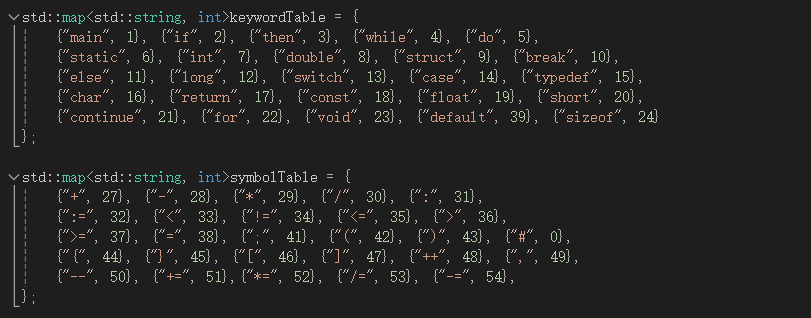 std::map<std::string, int>keywordTable = {
{"main", 1}, {"if", 2}, {"then", 3}, {"while", 4}, {"do", 5},
{"static", 6}, {"int", 7}, {"double", 8}, {"struct", 9}, {"break", 10},
{"else", 11}, {"long", 12}, {"switch", 13}, {"case", 14}, {"typedef", 15},
{"char", 16}, {"return", 17}, {"const", 18}, {"float", 19}, {"short", 20},
{"continue", 21}, {"for", 22}, {"void", 23}, {"default", 39}, {"sizeof", 24}
};
std::map<std::string, int>symbolTable = {
{"+", 27}, {"-", 28}, {"*", 29}, {"/", 30}, {":", 31},
{":=", 32}, {"<", 33}, {"!=", 34}, {"<=", 35}, {">", 36},
{">=", 37}, {"=", 38}, {";", 41}, {"(", 42}, {")", 43}, {"#", 0},
{"{", 44}, {"}", 45}, {"[", 46}, {"]", 47}, {"++", 48}, {",", 49},
{"--", 50}, {"+=", 51},{"*=", 52}, {"/=", 53}, {"-=", 54},
};